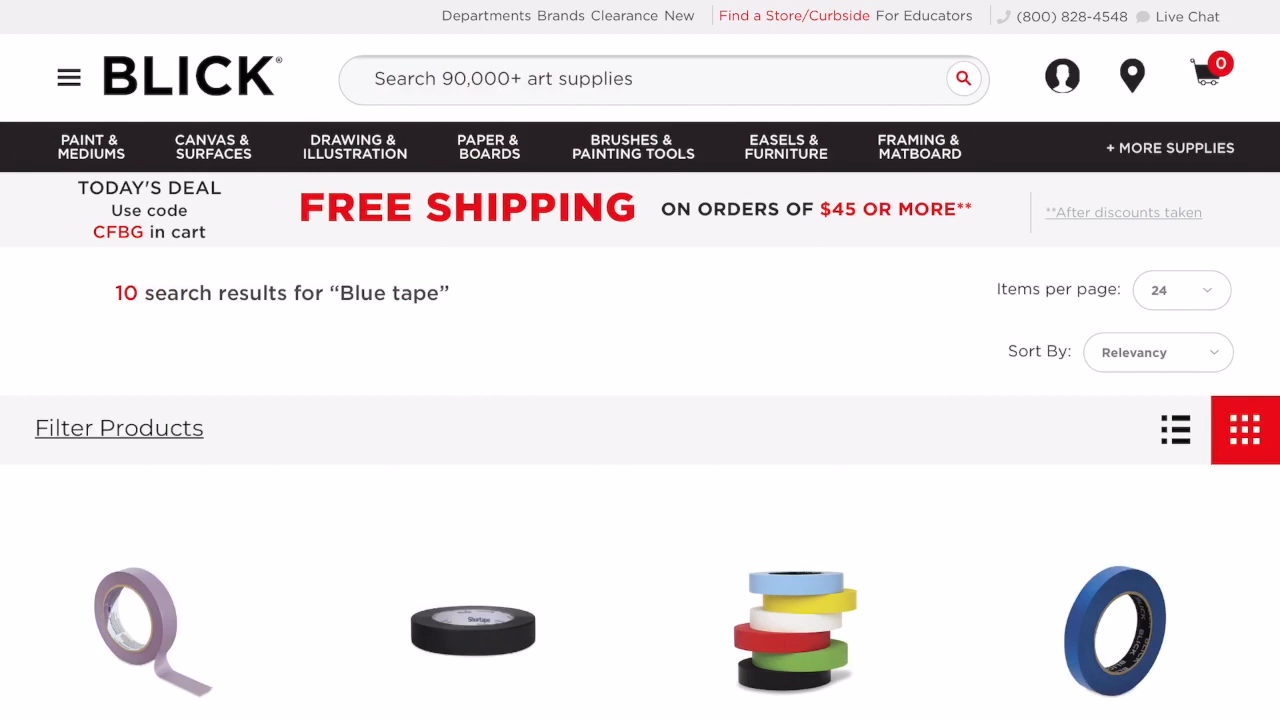 Departments Brands Clearance New Find a Store/Curbside For Educators (800) 828-4548 Live Chat
BLICK®
Search 90,000+ art supplies
0
PAINT & MEDIUMS
CANVAS & SURFACES
DRAWING & ILLUSTRATION
PAPER & BOARDS
BRUSHES & PAINTING TOOLS
EASELS & FURNITURE
FRAMING & MATBOARD
+ MORE SUPPLIES
TODAY'S DEAL
Use code
CFBG in cart
FREE SHIPPING ON ORDERS OF $45 OR MORE**
**After discounts taken
10 search results for “Blue tape”
Items per page: 24
Sort By: Relevancy
Filter Products
Shurtape
BLICK
BLICK